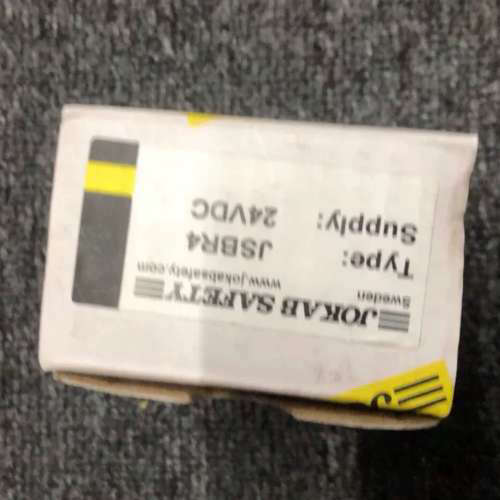 JOKAB SAFETY
Sweden www.jokabsafety.com
Type: JSBR4
Supply: 24VDC
J